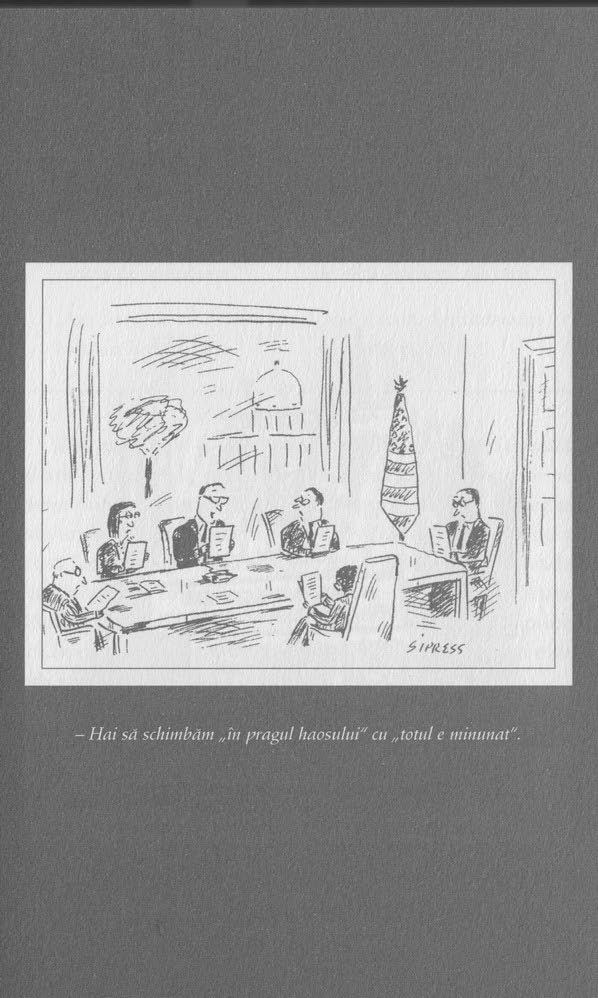 SIPRESS
– Hai să schimbăm „în pragul haosului“ cu „totul e minunat“.